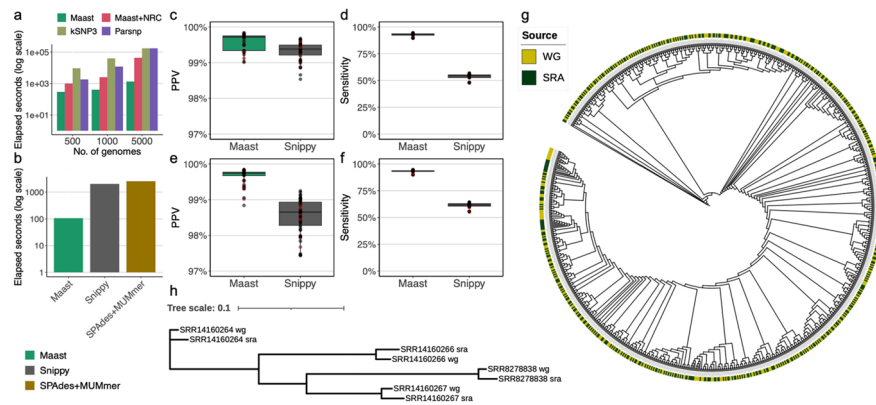 a
Maast
Maast+NRC
kSNP3
Parsnp
Elapsed seconds (log scale)
1e+05
1e+03
1e+01
500
1000
5000
No. of genomes
b
Elapsed seconds (log scale)
1000
100
10
1
Maast
Snippy
SPAdes+MUMmer
Maast
Snippy
SPAdes+MUMmer
c
PPV
100%
99%
98%
97%
Maast
Snippy
d
Sensitivity
100%
75%
50%
25%
0%
Maast
Snippy
e
PPV
100%
99%
98%
97%
Maast
Snippy
f
Sensitivity
100%
75%
50%
25%
0%
Maast
Snippy
g
Source
WG
SRA
h
Tree scale: 0.1
SRR14160264 wg
SRR14160264 sra
SRR14160266 sra
SRR14160266 wg
SRR8278838 wg
SRR8278838 sra
SRR14160267 wg
SRR14160267 sra